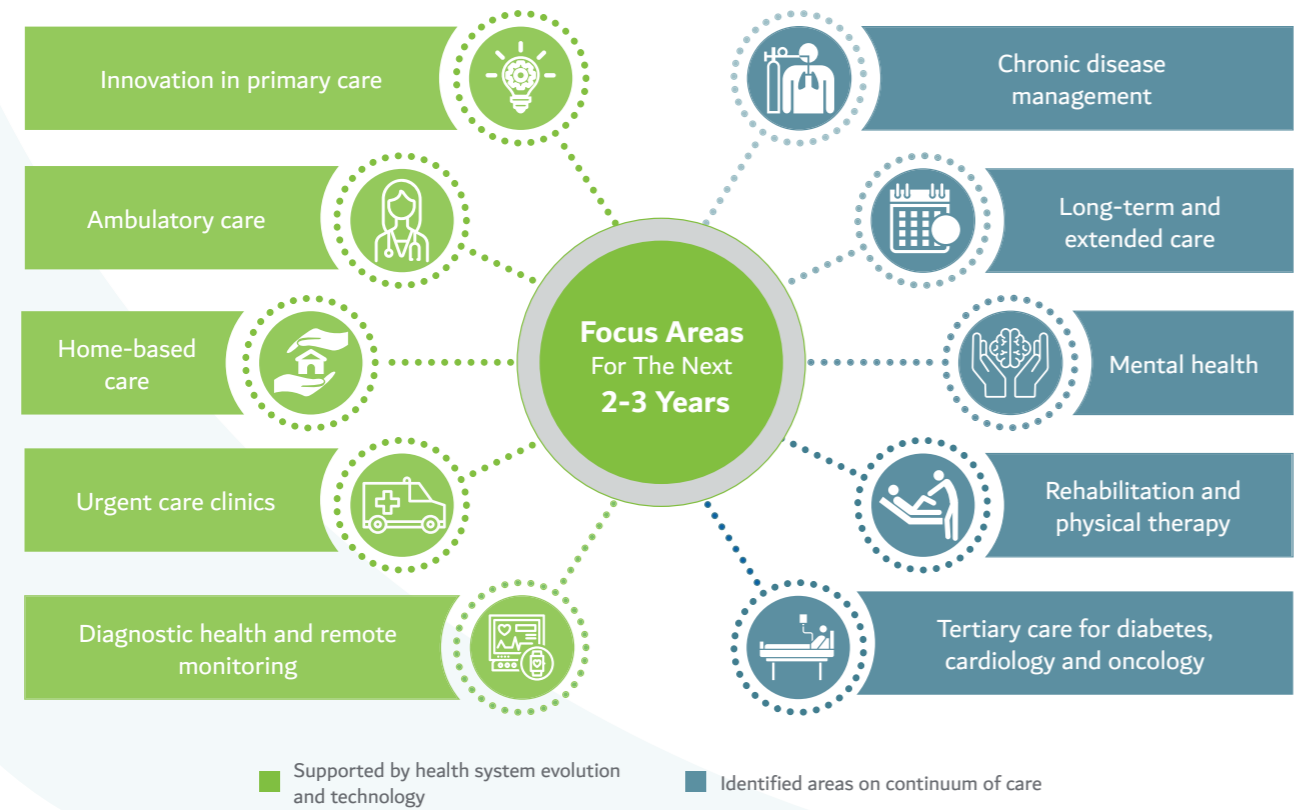 Innovation in primary care
Ambulatory care
Home-based
care
Urgent care clinics
Diagnostic health and remote
monitoring
Focus Areas
For The Next
2-3 Years
Chronic disease
management
Long-term and
extended care
Mental health
Rehabilitation and
physical therapy
Tertiary care for diabetes,
cardiology and oncology
Supported by health system evolution
and technology
Identified areas on continuum of care